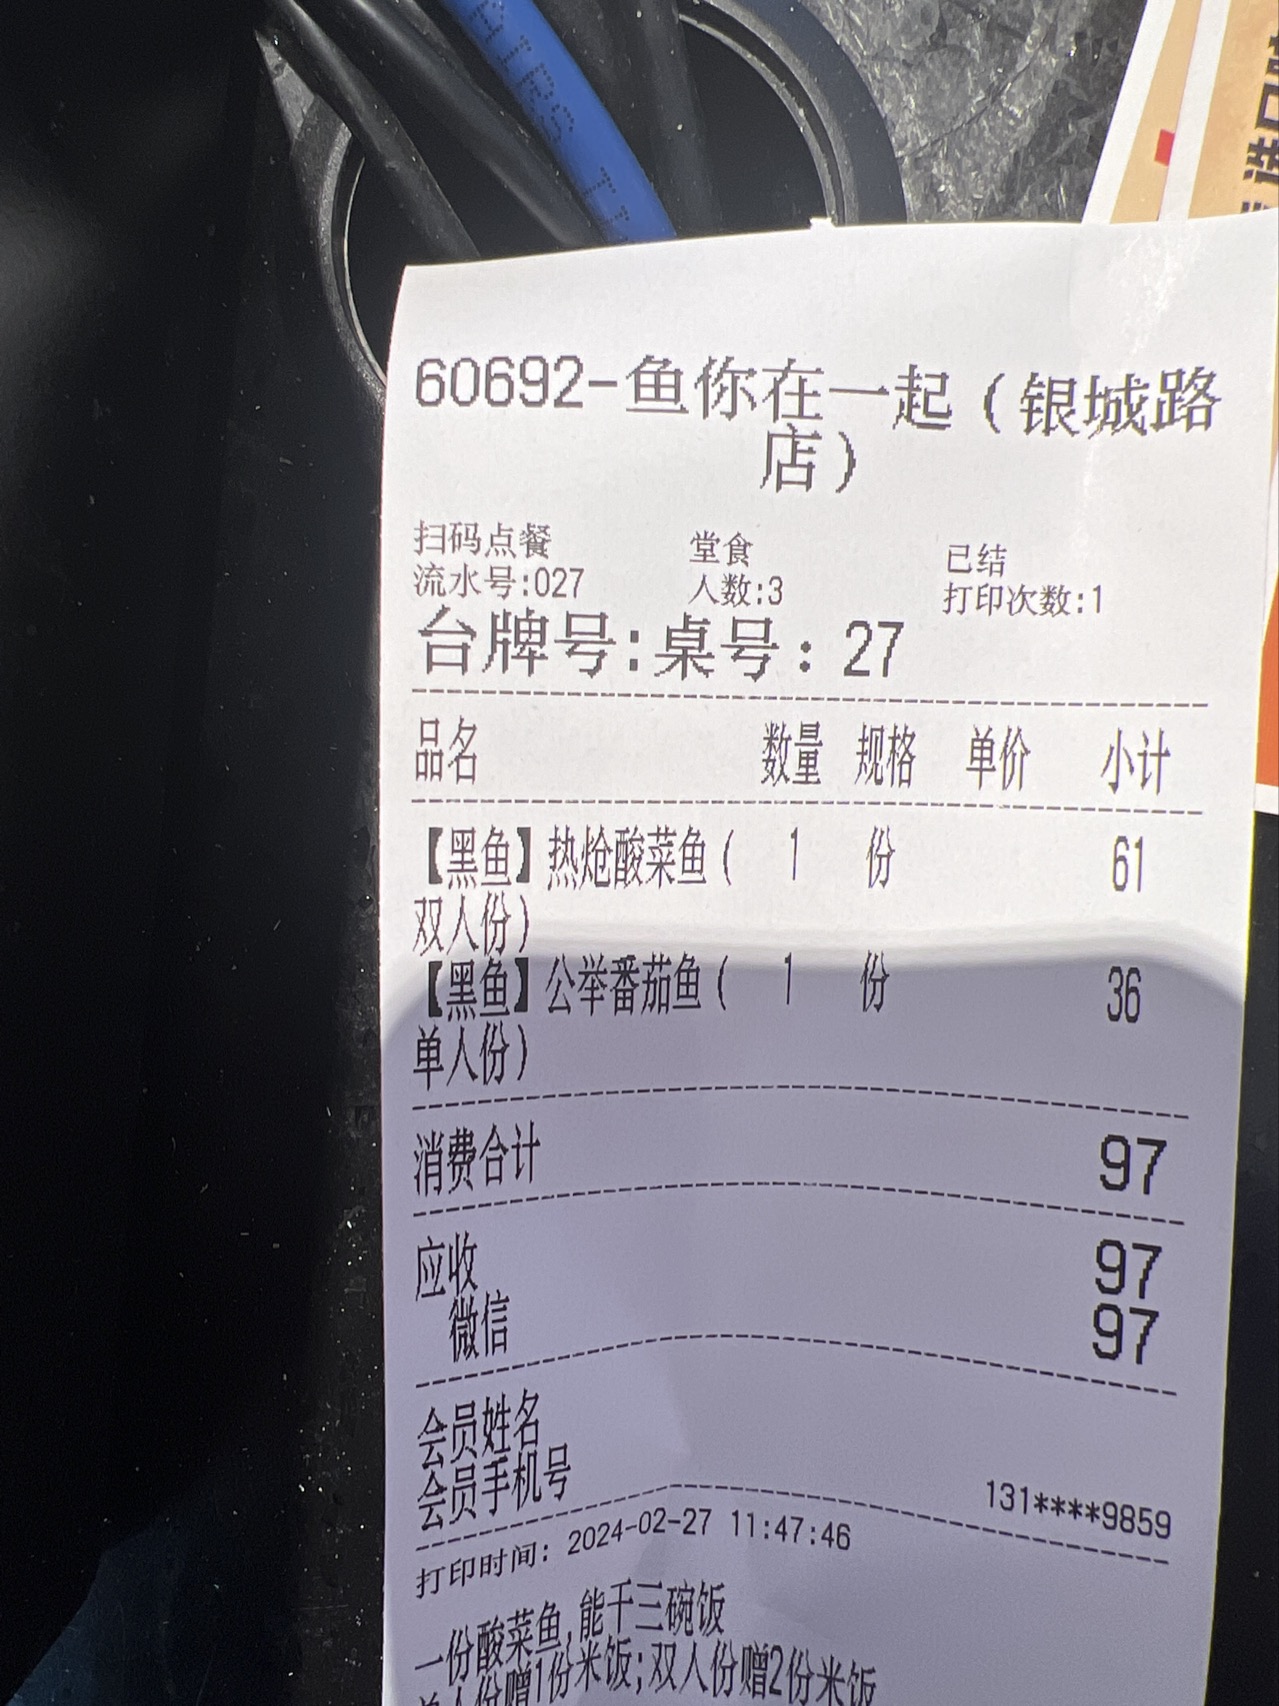 60692-鱼你在一起(银城路
店)
扫码点餐 堂食 已结
流水号:027 人数:3 打印次数:1
台牌号:桌号: 27
品名 数量 规格 单价 小计
【黑鱼】热炝酸菜鱼( 1 份 61
双人份)
【黑鱼】公举番茄鱼( 1 份 36
单人份)
消费合计 97
应收 97
微信 97
会员姓名
会员手机号 131****9859
打印时间: 2024-02-27 11:47:46
一份酸菜鱼,能干三碗饭
单人份赠1份米饭;双人份赠2份米饭